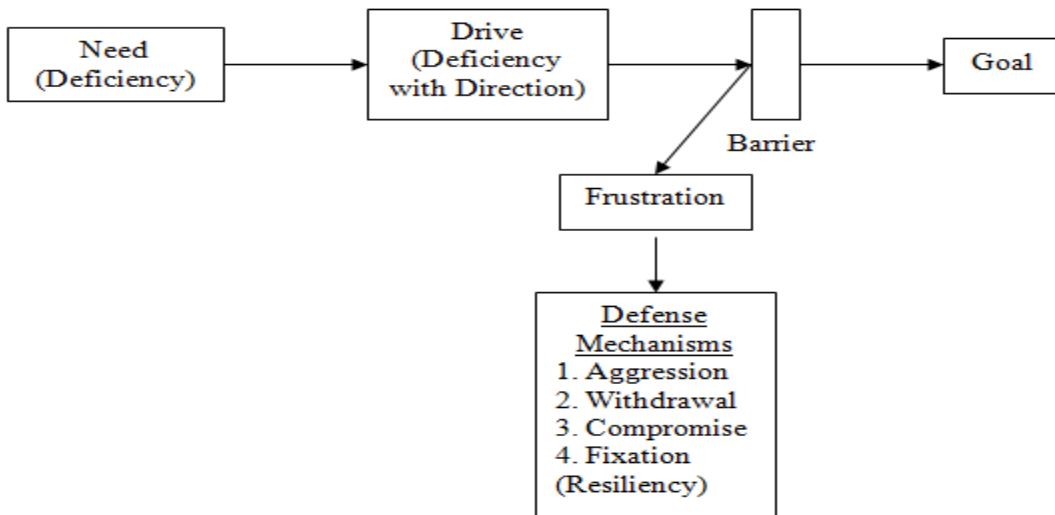 Need
(Deficiency)
Drive
(Deficiency
with Direction)
Barrier
Goal
Frustration
Defense
Mechanisms
1. Aggression
2. Withdrawal
3. Compromise
4. Fixation
(Resiliency)